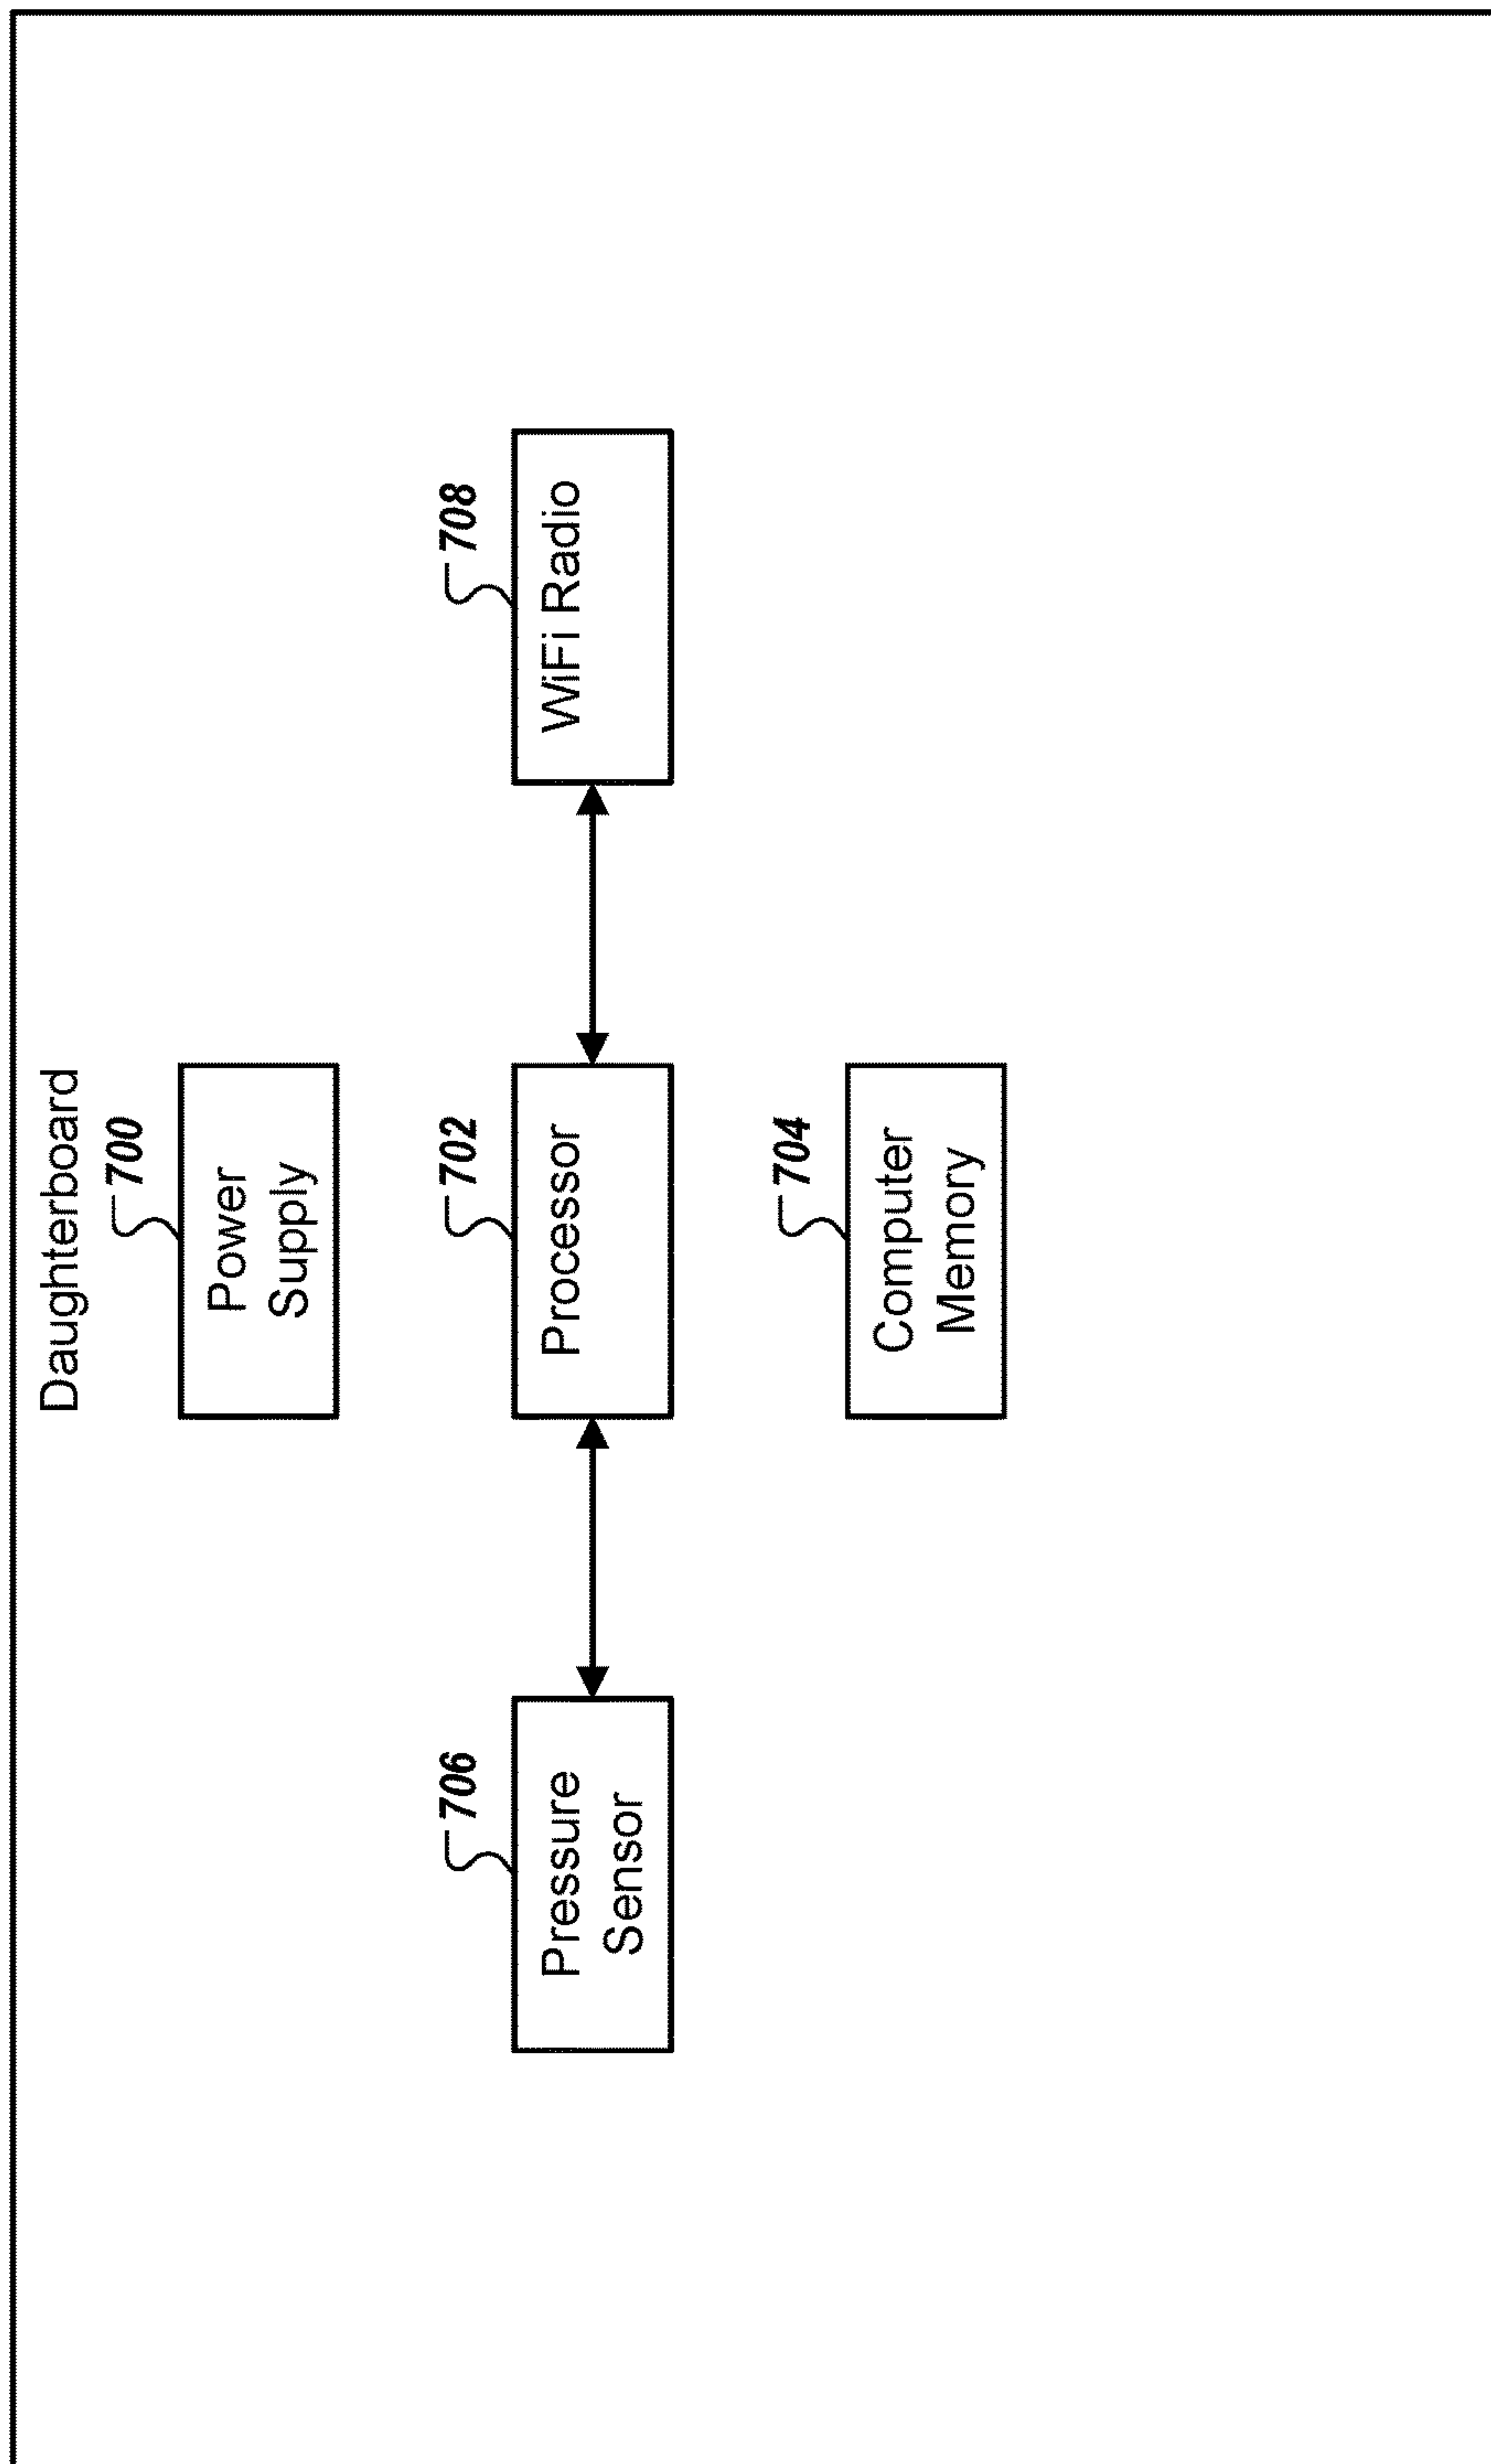 Daughterboard
700
Power
Supply
706
Pressure
Sensor
702
Processor
708
WiFi Radio
704
Computer
Memory